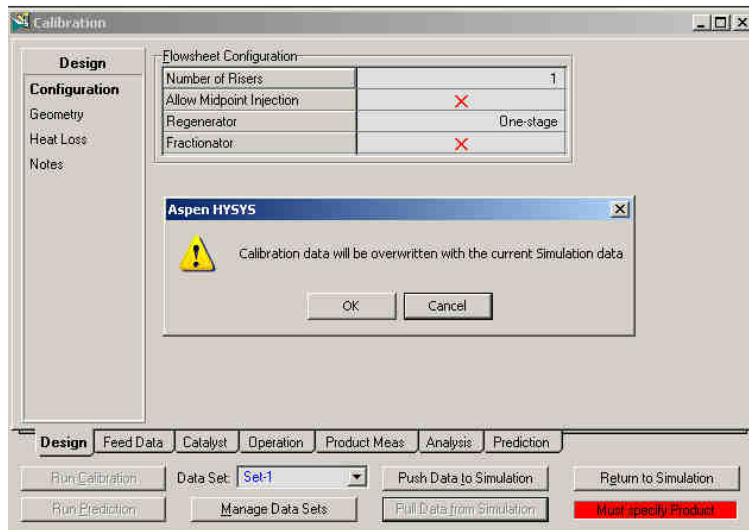 Calibration
Design
Configuration
Geometry
Heat Loss
Notes
Flowsheet Configuration
Number of Risers 1
Allow Midpoint Injection
Regenerator One-stage
Fractionator
Aspen HYSYS
Calibration data will be overwritten with the current Simulation data
OK Cancel
Design Feed Data Catalyst Operation Product Meas Analysis Prediction
Run Calibration Data Set: Set-1 Push Data to Simulation Return to Simulation
Run Prediction Manage Data Sets Pull Data from Simulation Must specify Product